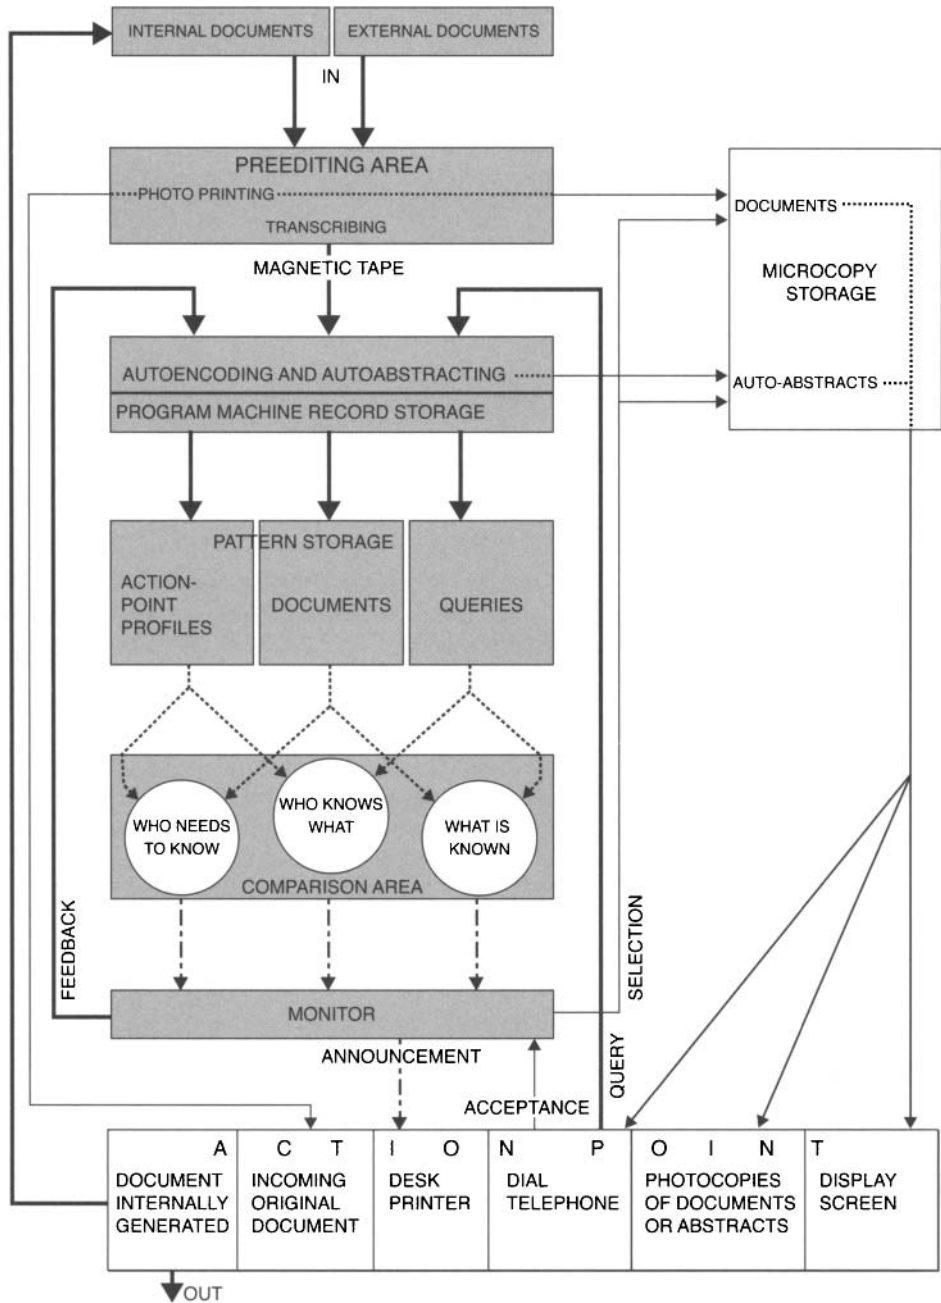 INTERNAL DOCUMENTS
EXTERNAL DOCUMENTS
IN
PREEDITING AREA
PHOTO PRINTING
TRANSCRIBING
MAGNETIC TAPE
DOCUMENTS
MICROCOPY
STORAGE
AUTO-ABSTRACTS
AUTOENCODING AND AUTOABSTRACTING
PROGRAM MACHINE RECORD STORAGE
PATTERN STORAGE
ACTION-
POINT
PROFILES
DOCUMENTS
QUERIES
WHO NEEDS
TO KNOW
WHO KNOWS
WHAT
WHAT IS
KNOWN
COMPARISON AREA
FEEDBACK
SELECTION
MONITOR
ANNOUNCEMENT
QUERY
ACCEPTANCE
A C T I O N P O I N T
DOCUMENT
INTERNALLY
GENERATED
INCOMING
ORIGINAL
DOCUMENT
DESK
PRINTER
DIAL
TELEPHONE
PHOTOCOPIES
OF DOCUMENTS
OR ABSTRACTS
DISPLAY
SCREEN
OUT